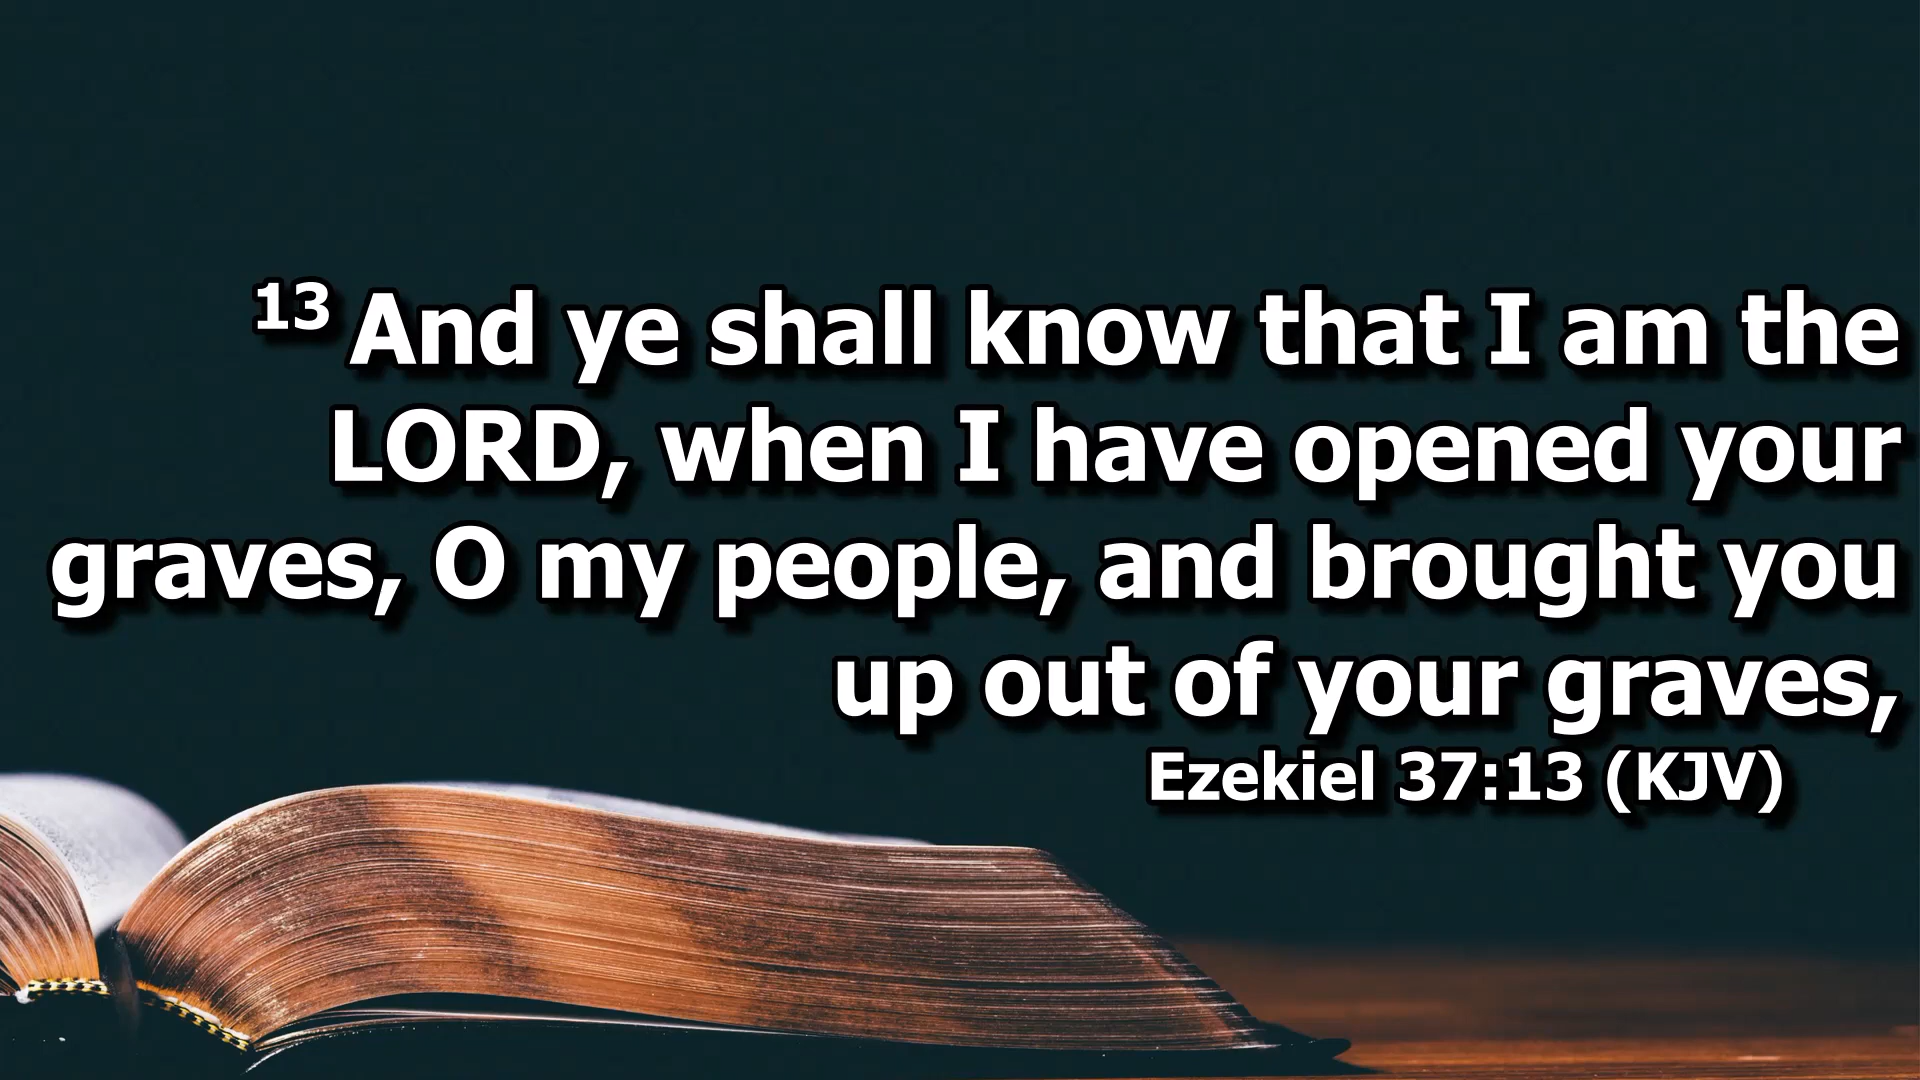 13 And ye shall know that I am the
LORD, when I have opened your
graves, O my people, and brought you
up out of your graves,
Ezekiel 37:13 (KJV)